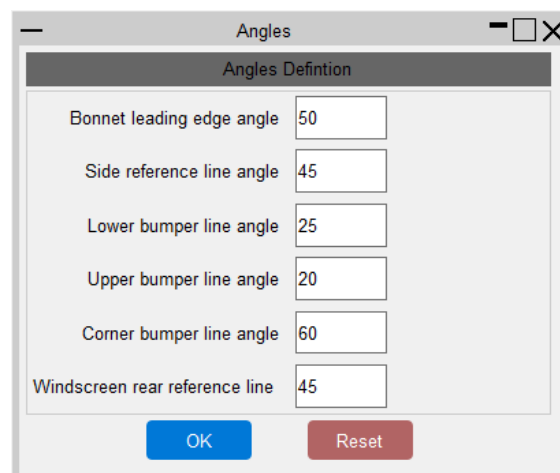 Angles
Angles Defintion
Bonnet leading edge angle 50
Side reference line angle 45
Lower bumper line angle 25
Upper bumper line angle 20
Corner bumper line angle 60
Windscreen rear reference line 45
OK Reset